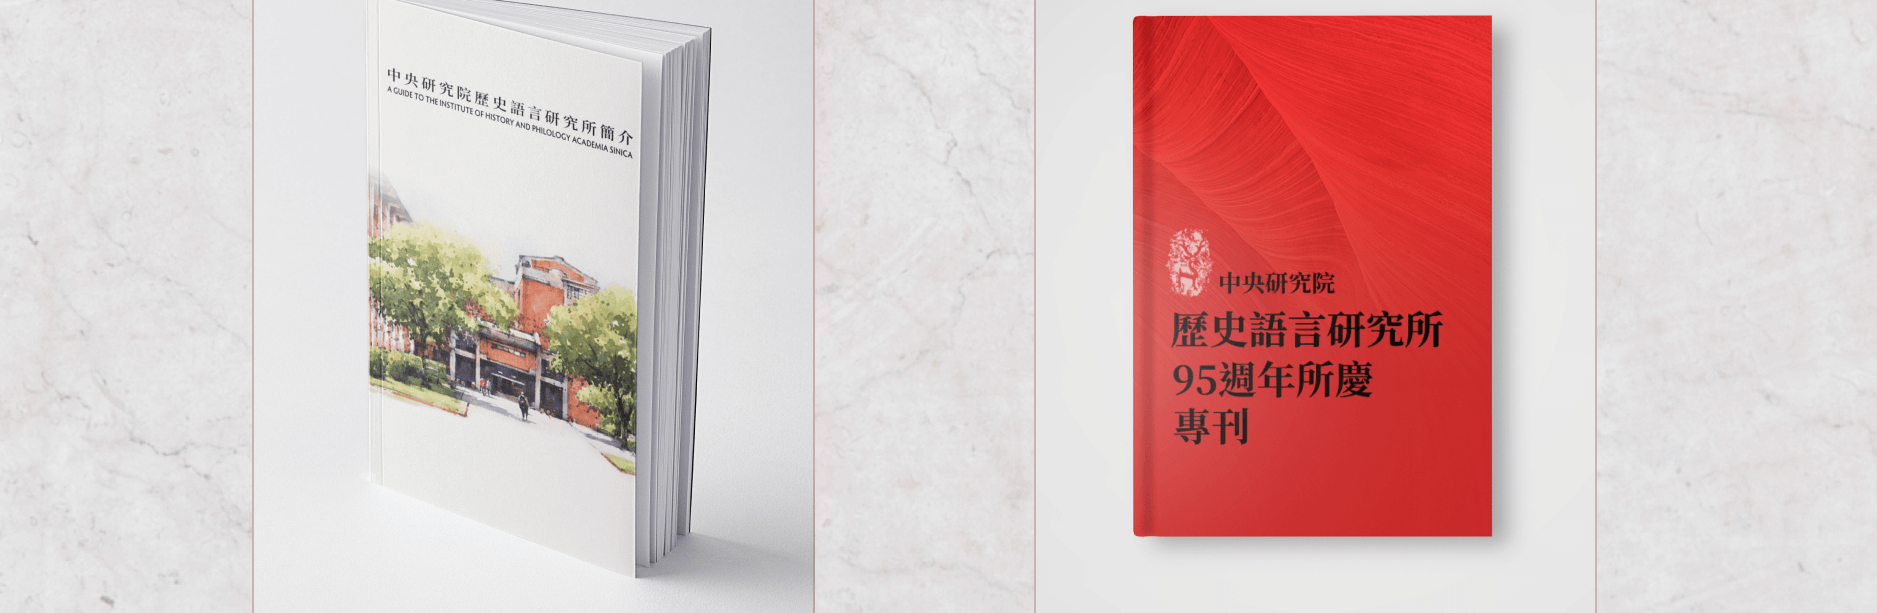 中央研究院歷史語言研究所簡介
A GUIDE TO THE INSTITUTE OF HISTORY AND PHILOLOGY ACADEMIA SINICA
中央研究院
歷史語言研究所
95週年所慶
專刊